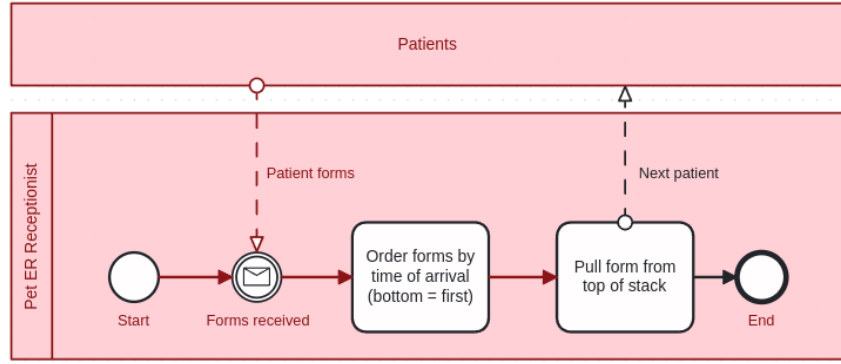 Patients
Patient forms
Next patient
Pet ER Receptionist
Order forms by
time of arrival
(bottom = first)
Pull form from
top of stack
Start
Forms received
End